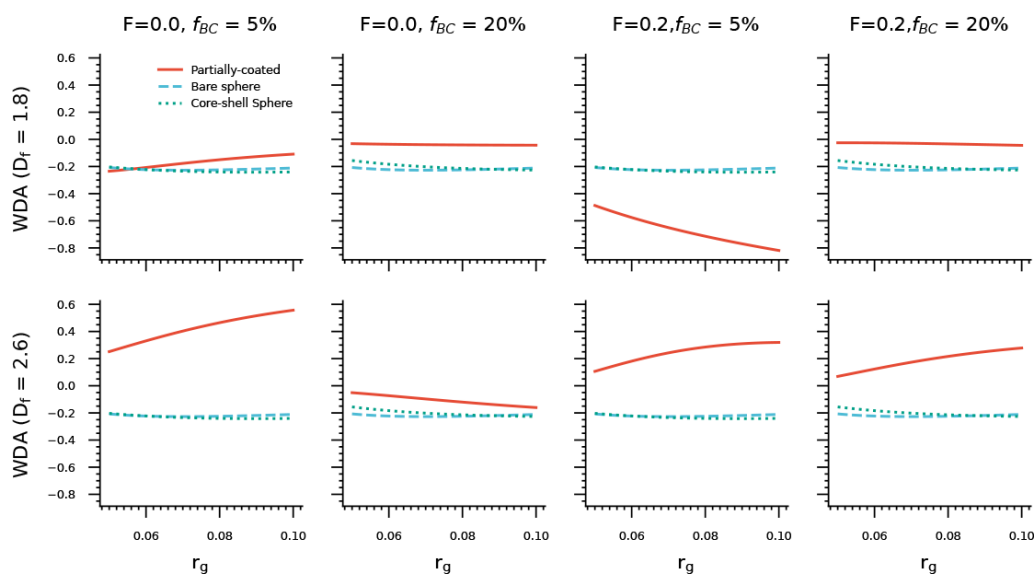 F=0.0, f_BC = 5%
F=0.0, f_BC = 20%
F=0.2,f_BC = 5%
F=0.2,f_BC = 20%
WDA (D_f = 1.8)
0.6
0.4
0.2
0.0
−0.2
−0.4
−0.6
−0.8
Partially-coated
Bare sphere
Core-shell Sphere
WDA (D_f = 2.6)
0.6
0.4
0.2
0.0
−0.2
−0.4
−0.6
−0.8
0.06 0.08 0.10
0.06 0.08 0.10
0.06 0.08 0.10
0.06 0.08 0.10
r_g
r_g
r_g
r_g